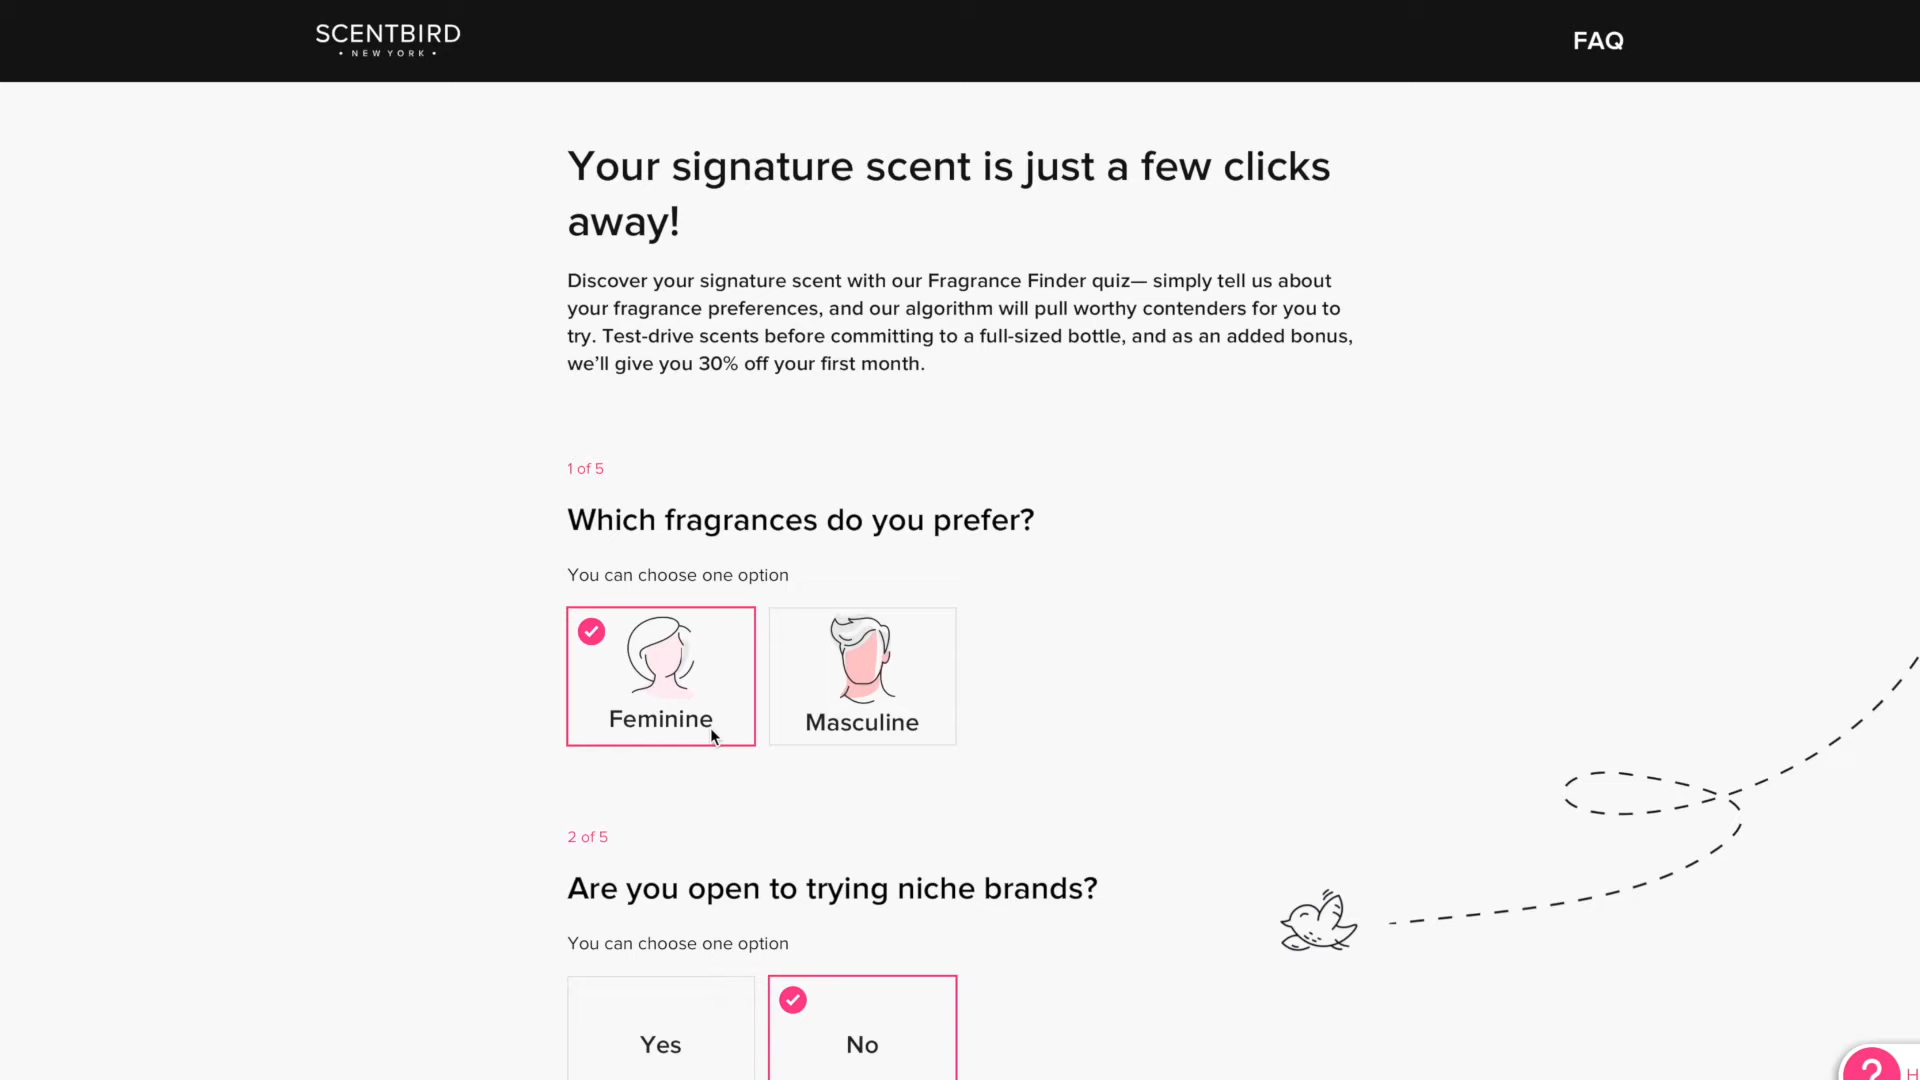 SCENTBIRD
• NEW YORK •
FAQ
Your signature scent is just a few clicks
away!
Discover your signature scent with our Fragrance Finder quiz— simply tell us about
your fragrance preferences, and our algorithm will pull worthy contenders for you to
try. Test-drive scents before committing to a full-sized bottle, and as an added bonus,
we’ll give you 30% off your first month.
1 of 5
Which fragrances do you prefer?
You can choose one option
Feminine
Masculine
2 of 5
Are you open to trying niche brands?
You can choose one option
Yes
No
?